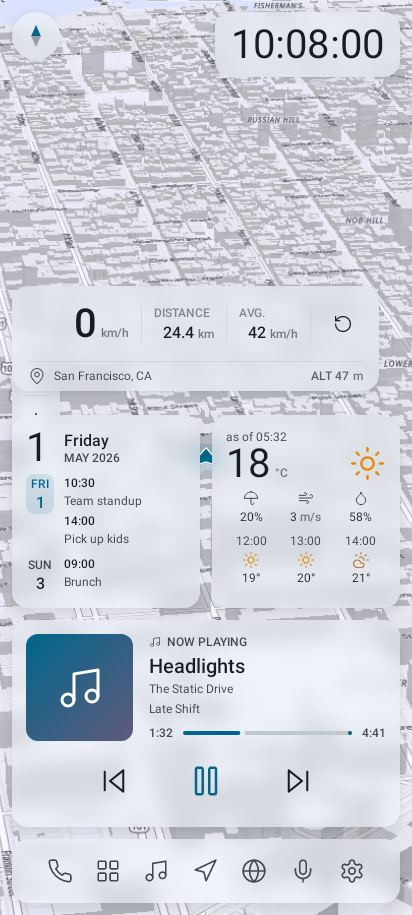 FISHERMAN'S
10:08:00
RUSSIAN HILL
NOB HILL
0 km/h
DISTANCE
24.4 km
AVG.
42 km/h
San Francisco, CA
ALT 47 m
LOWER
1
Friday
MAY 2026
FRI
1
10:30
Team standup
14:00
Pick up kids
SUN
3
09:00
Brunch
as of 05:32
18 °C
20%
3 m/s
58%
12:00
13:00
14:00
19°
20°
21°
NOW PLAYING
Headlights
The Static Drive
Late Shift
1:32
4:41
101